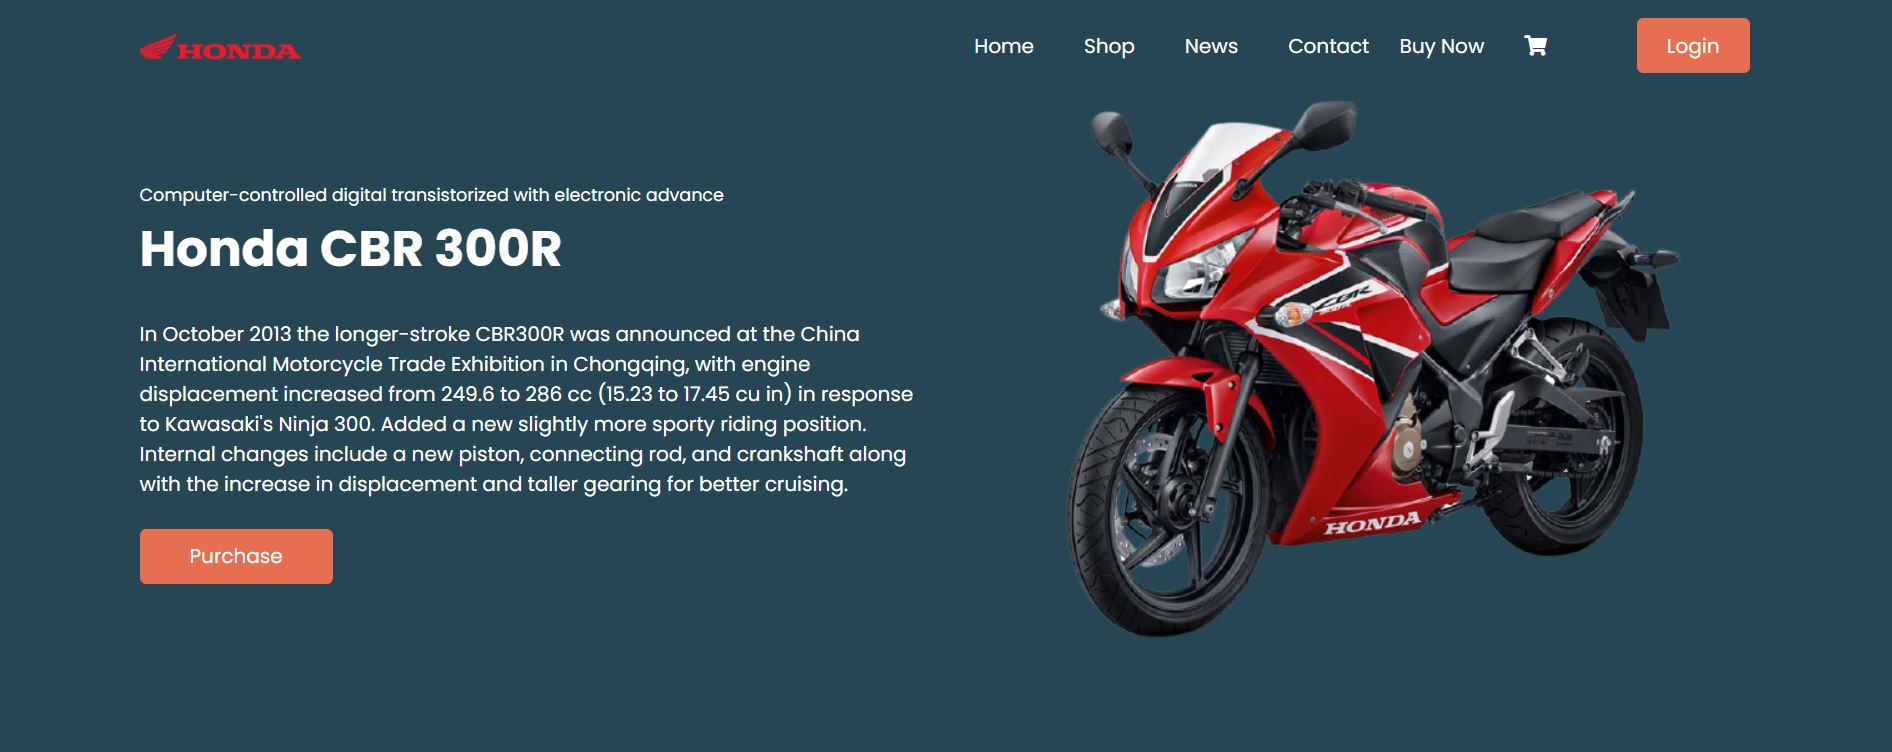 HONDA
Home Shop News Contact Buy Now
Login
Computer-controlled digital transistorized with electronic advance
Honda CBR 300R
In October 2013 the longer-stroke CBR300R was announced at the China
International Motorcycle Trade Exhibition in Chongqing, with engine
displacement increased from 249.6 to 286 cc (15.23 to 17.45 cu in) in response
to Kawasaki's Ninja 300. Added a new slightly more sporty riding position.
Internal changes include a new piston, connecting rod, and crankshaft along
with the increase in displacement and taller gearing for better cruising.
Purchase
HONDA
CBR
HONDA